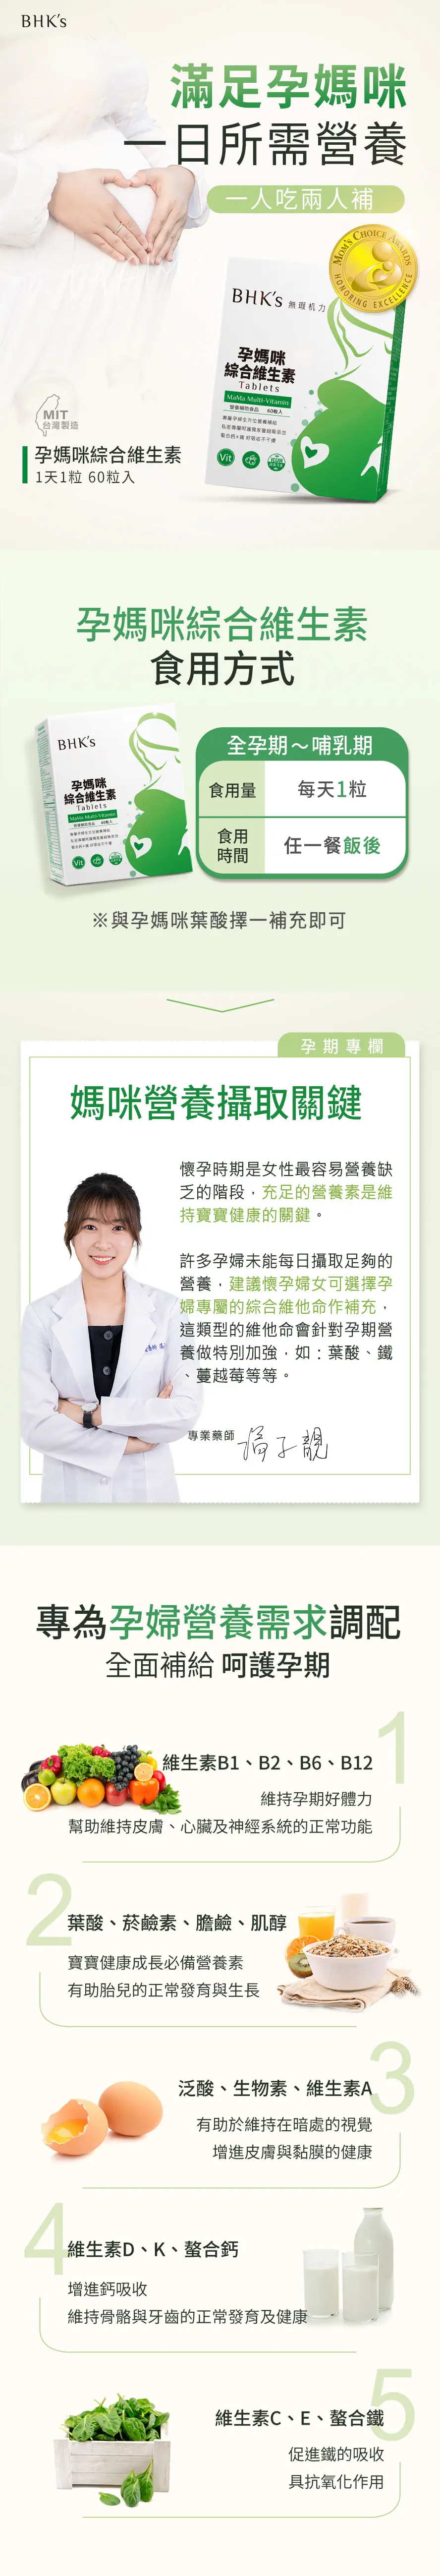 BHK's
滿足孕媽咪
一日所需營養
一人吃兩人補
MOM'S CHOICE AWARDS
HONORING EXCELLENCE
BHK's 無瑕机力
孕媽咪
綜合維生素
Tablets
MaMa Multi-Vitamin
營養輔助食品 60粒入
Vit
MIT
台灣製造
孕媽咪綜合維生素
1天1粒 60粒入
孕媽咪綜合維生素
食用方式
BHK's
孕媽咪
綜合維生素
Tablets
MaMa Multi-Vitamin
Vit
全孕期～哺乳期
食用量 每天1粒
食用
時間
任一餐飯後
※與孕媽咪葉酸擇一補充即可
孕期專欄
媽咪營養攝取關鍵
懷孕時期是女性最容易營養缺
乏的階段，充足的營養素是維
持寶寶健康的關鍵。
許多孕婦未能每日攝取足夠的
營養，建議懷孕婦女可選擇孕
婦專屬的綜合維他命作補充，
這類型的維他命會針對孕期營
養做特別加強，如：葉酸、鐵
、蔓越莓等等。
專業藥師
專為孕婦營養需求調配
全面補給 呵護孕期
1
維生素B1、B2、B6、B12
維持孕期好體力
幫助維持皮膚、心臟及神經系統的正常功能
2
葉酸、菸鹼素、膽鹼、肌醇
寶寶健康成長必備營養素
有助胎兒的正常發育與生長
3
泛酸、生物素、維生素A
有助於維持在暗處的視覺
增進皮膚與黏膜的健康
4
維生素D、K、螯合鈣
增進鈣吸收
維持骨骼與牙齒的正常發育及健康
5
維生素C、E、螯合鐵
促進鐵的吸收
具抗氧化作用